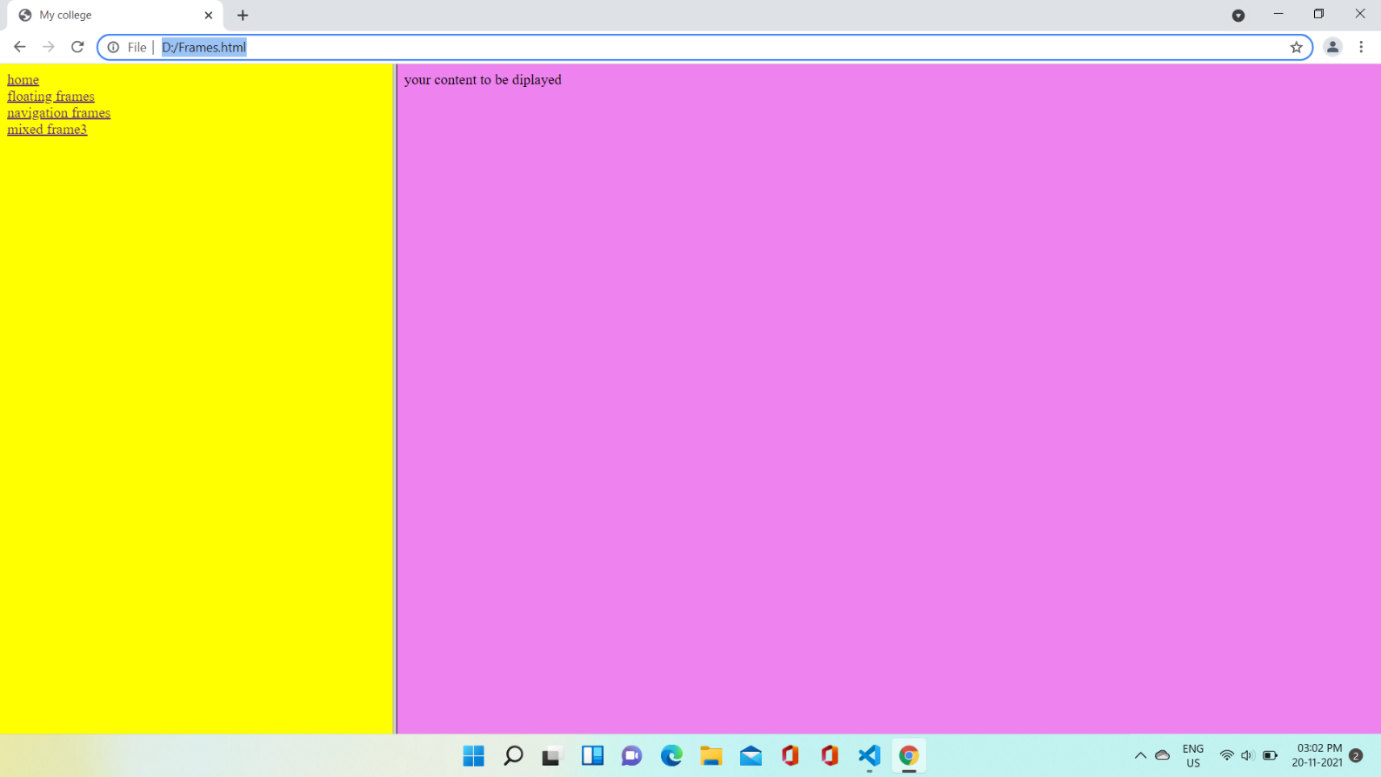 My college
File D:/Frames.html
home
floating frames
navigation frames
mixed frame3
your content to be diplayed
ENG
US
03:02 PM
20-11-2021
2